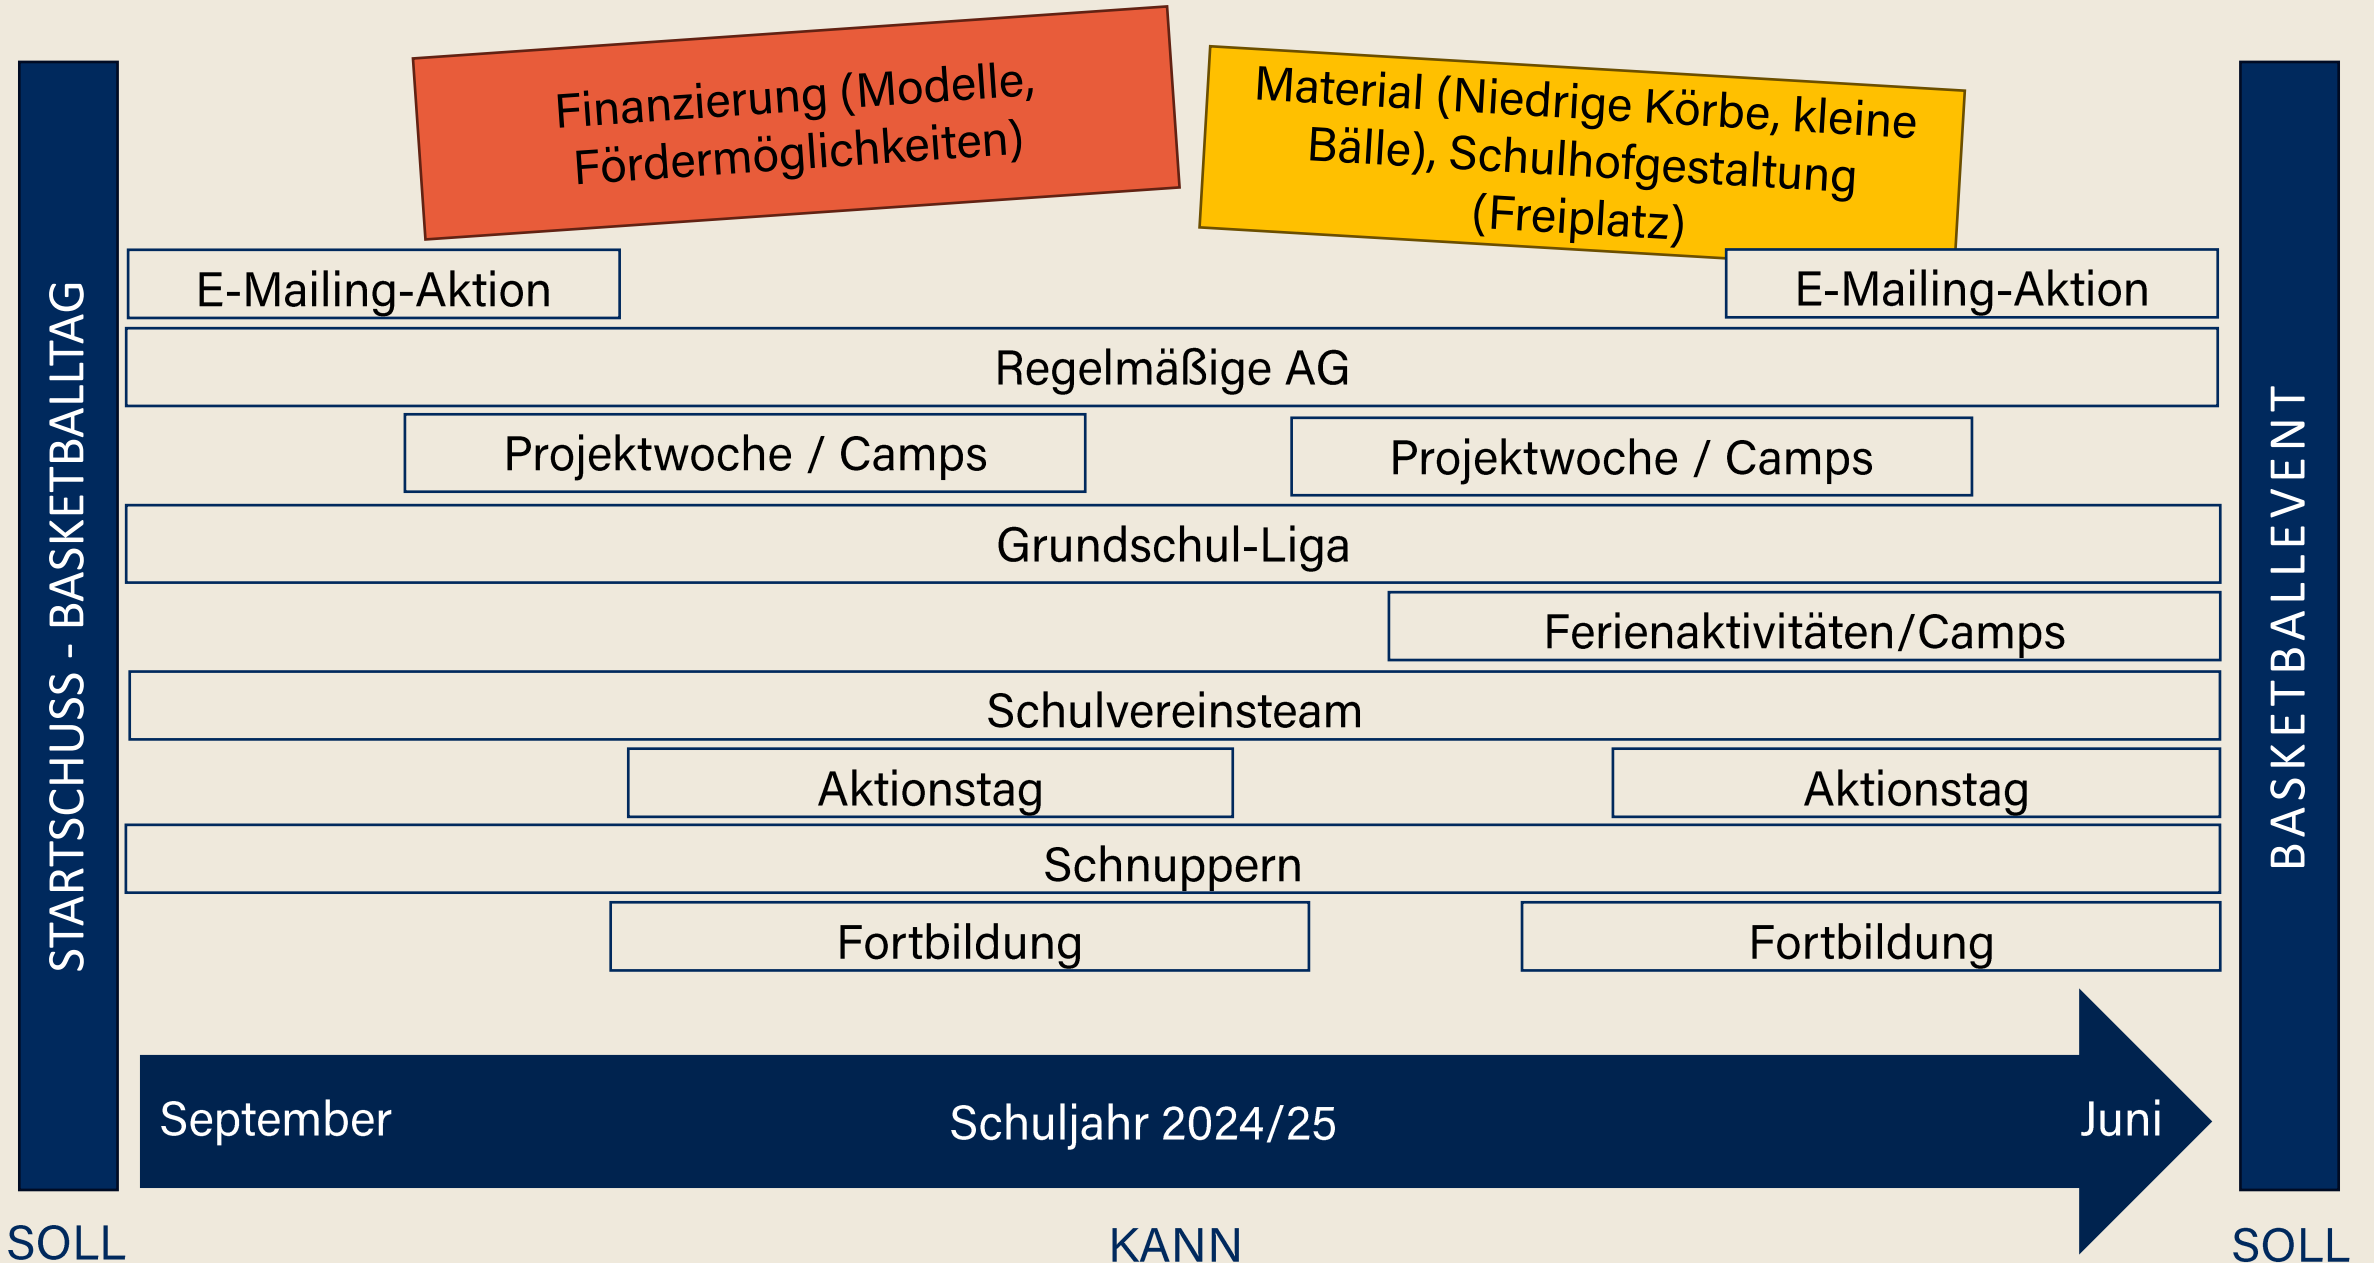 Finanzierung (Modelle,
Fördermöglichkeiten)
Material (Niedrige Körbe, kleine
Bälle), Schulhofgestaltung
(Freiplatz)
STARTSCHUSS - BASKETBALLTAG
E-Mailing-Aktion
E-Mailing-Aktion
Regelmäßige AG
Projektwoche / Camps
Projektwoche / Camps
Grundschul-Liga
Ferienaktivitäten/Camps
Schulvereinsteam
Aktionstag
Aktionstag
Schnuppern
Fortbildung
Fortbildung
BASKETBALLEVENT
September
Schuljahr 2024/25
Juni
SOLL
KANN
SOLL